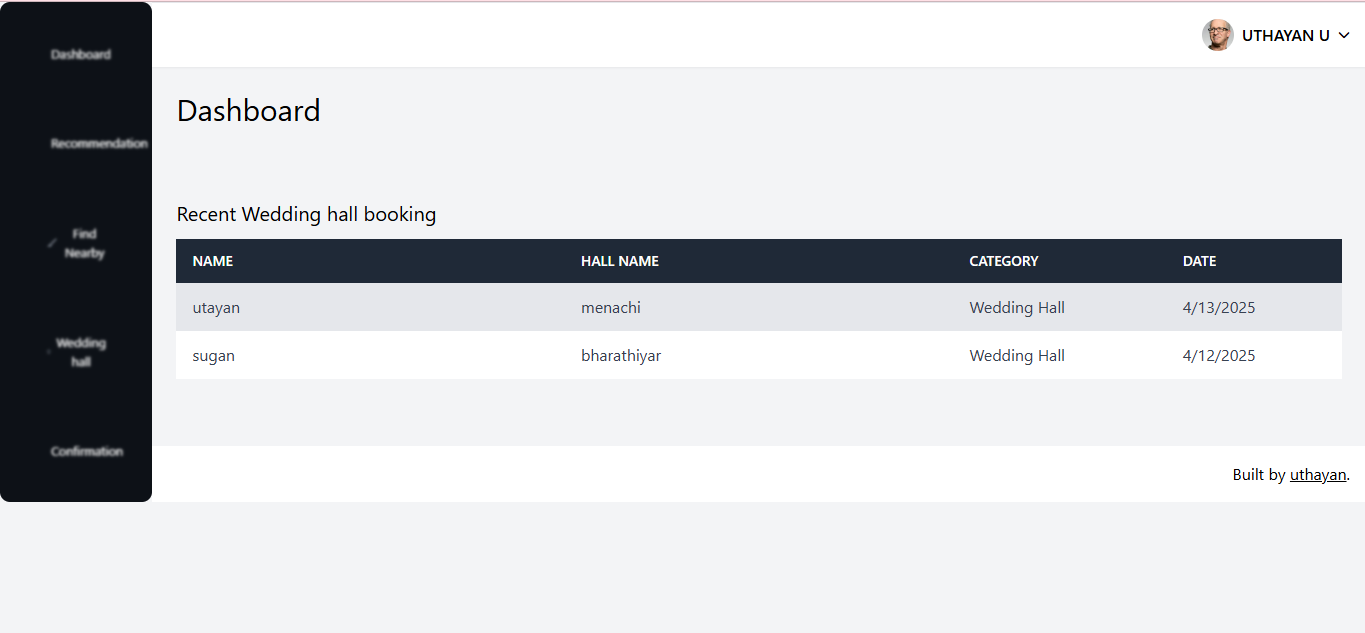 Dashboard
Recommendation
Find
Nearby
Wedding
hall
Confirmation
UTHAYAN U
Dashboard
Recent Wedding hall booking
NAME HALL NAME CATEGORY DATE
utayan menachi Wedding Hall 4/13/2025
sugan bharathiyar Wedding Hall 4/12/2025
Built by uthayan.